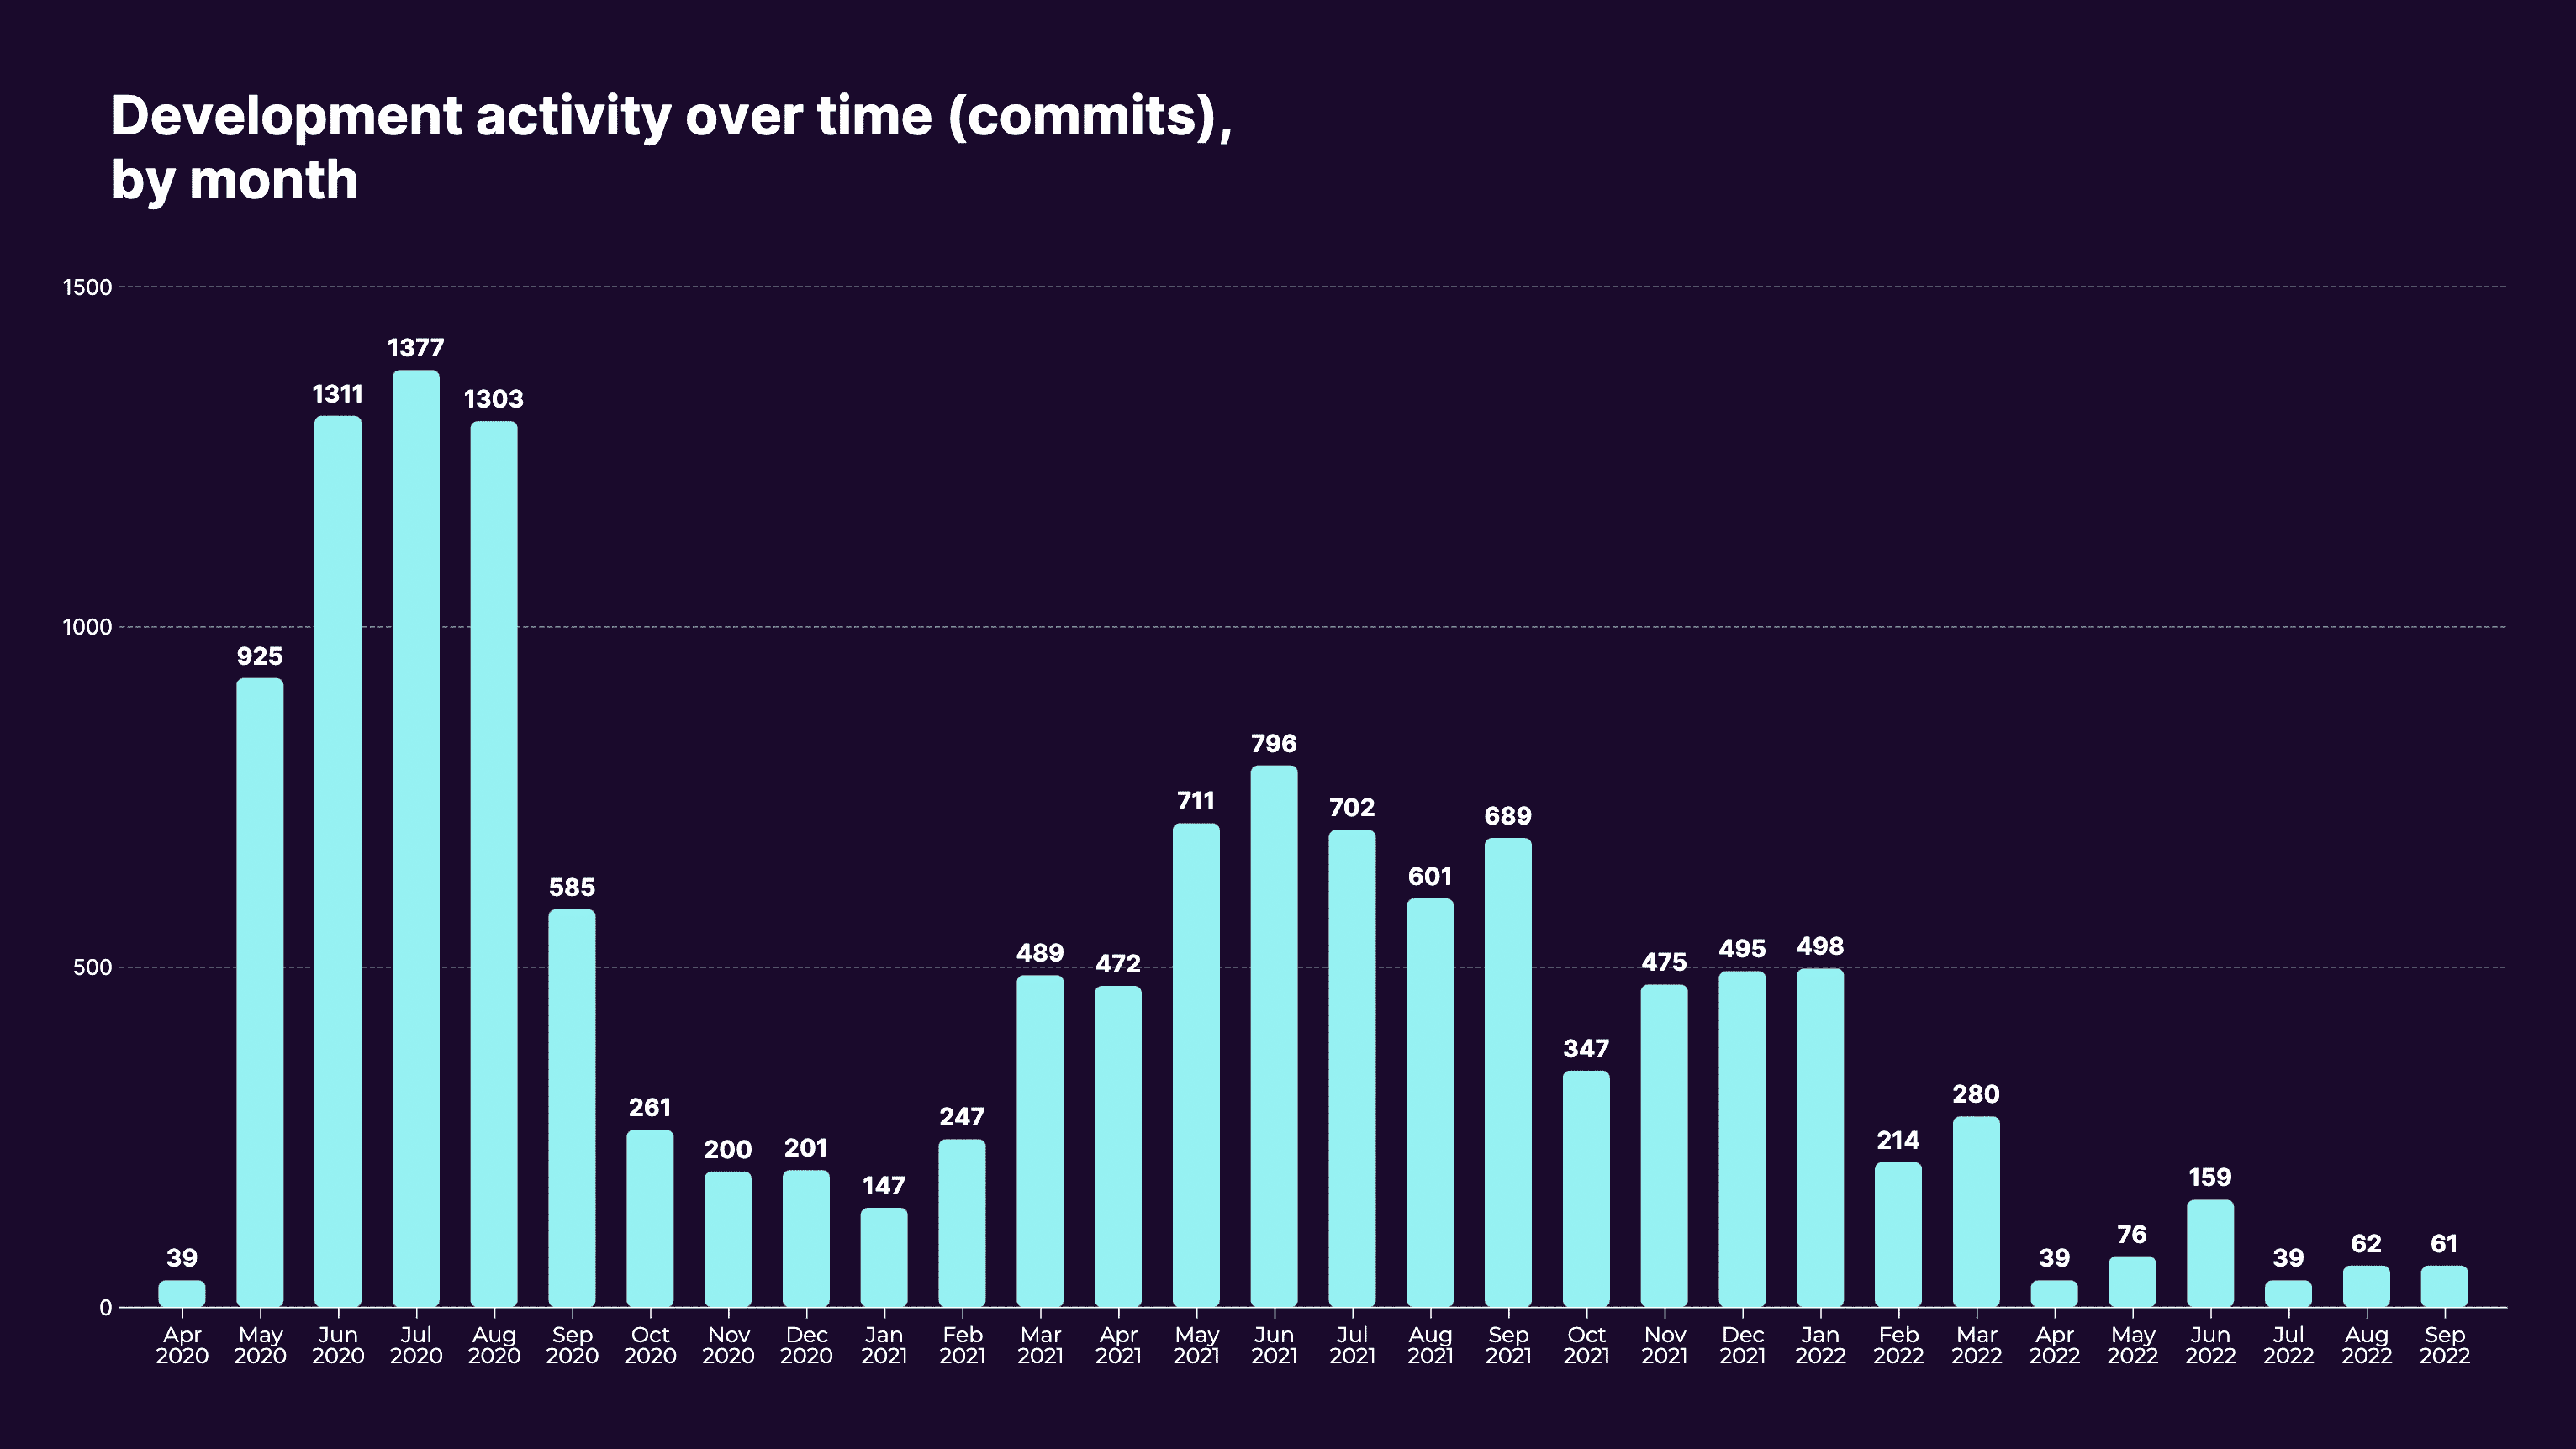 Development activity over time (commits),
by month
1500
1000
500
0
39
925
1311
1377
1303
585
261
200
201
147
247
489
472
711
796
702
601
689
347
475
495
498
214
280
39
76
159
39
62
61
Apr 2020
May 2020
Jun 2020
Jul 2020
Aug 2020
Sep 2020
Oct 2020
Nov 2020
Dec 2020
Jan 2021
Feb 2021
Mar 2021
Apr 2021
May 2021
Jun 2021
Jul 2021
Aug 2021
Sep 2021
Oct 2021
Nov 2021
Dec 2021
Jan 2022
Feb 2022
Mar 2022
Apr 2022
May 2022
Jun 2022
Jul 2022
Aug 2022
Sep 2022